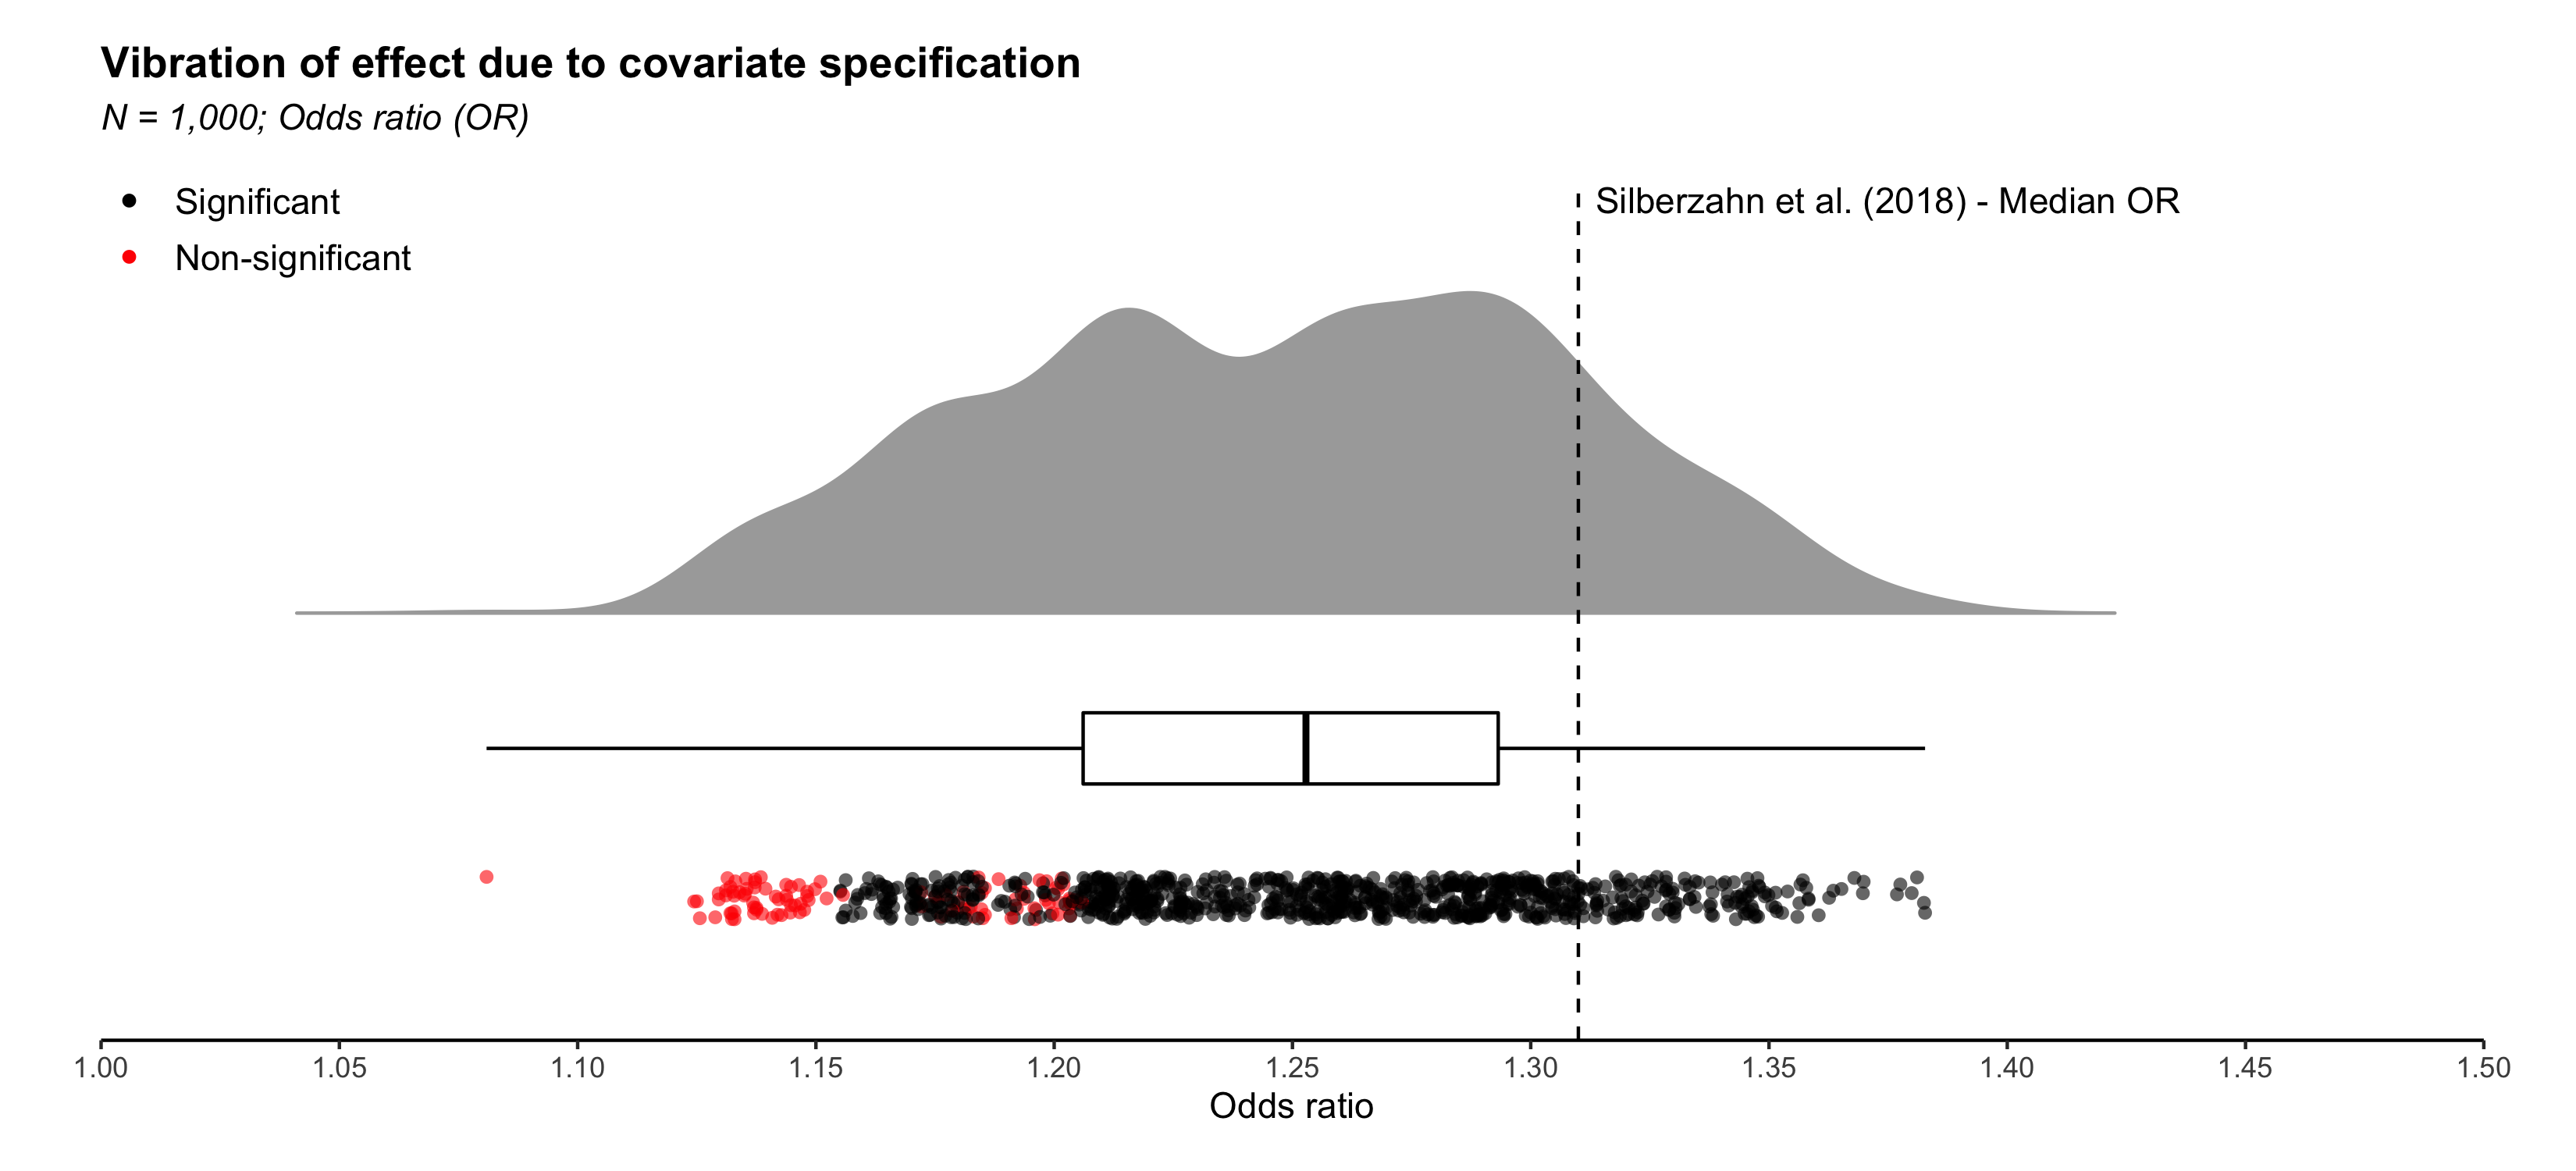 Vibration of effect due to covariate specification
N = 1,000; Odds ratio (OR)
Significant
Non-significant
Silberzahn et al. (2018) - Median OR
1.00 1.05 1.10 1.15 1.20 1.25 1.30 1.35 1.40 1.45 1.50
Odds ratio